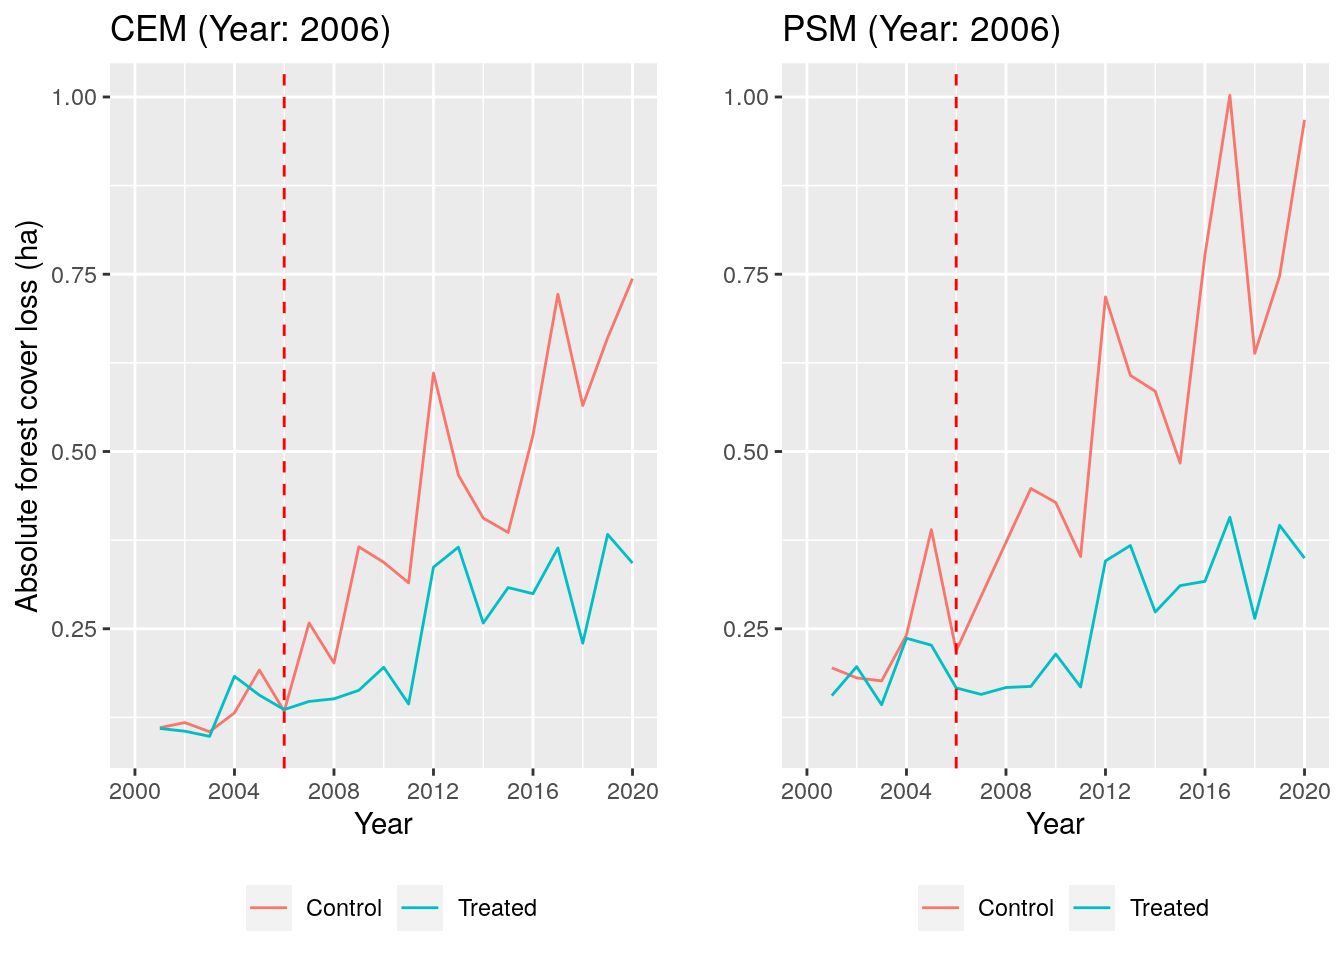 CEM (Year: 2006)
PSM (Year: 2006)
Absolute forest cover loss (ha)
1.00
0.75
0.50
0.25
2000 2004 2008 2012 2016 2020
Year
Control Treated
1.00
0.75
0.50
0.25
2000 2004 2008 2012 2016 2020
Year
Control Treated